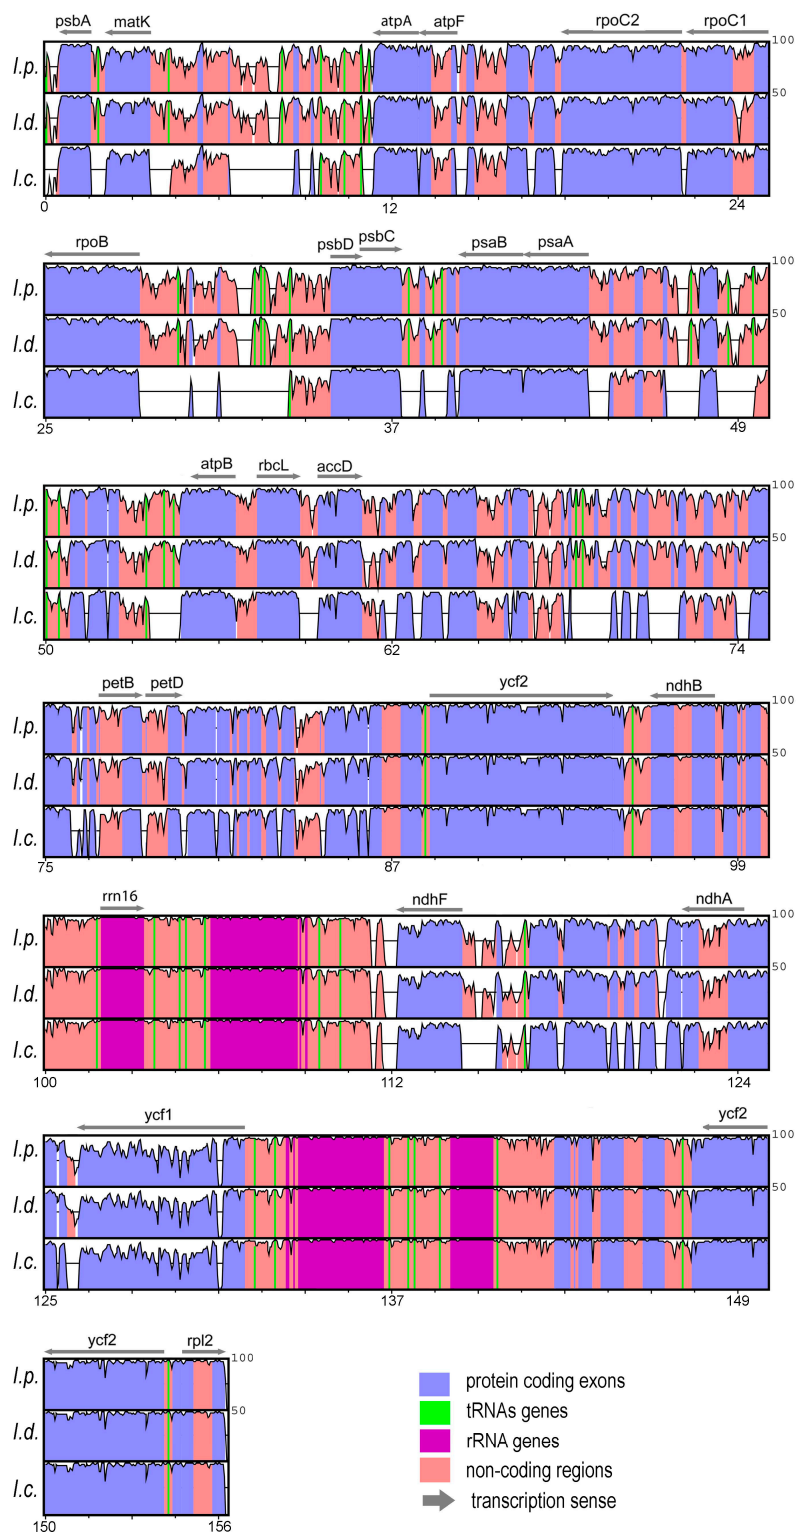 psbA matK atpA atpF rpoC2 rpoC1
100
I.p.
50
I.d.
I.c.
0 12 24
rpoB psbD psbC psaB psaA
100
I.p.
50
I.d.
I.c.
25 37 49
atpB rbcL accD
100
I.p.
50
I.d.
I.c.
50 62 74
petB petD ycf2 ndhB
100
I.p.
50
I.d.
I.c.
75 87 99
rrn16 ndhF ndhA
100
I.p.
50
I.d.
I.c.
100 112 124
ycf1 ycf2
100
I.p.
50
I.d.
I.c.
125 137 149
ycf2 rpl2
100
I.p.
50
I.d.
I.c.
150 156
protein coding exons
tRNAs genes
rRNA genes
non-coding regions
transcription sense